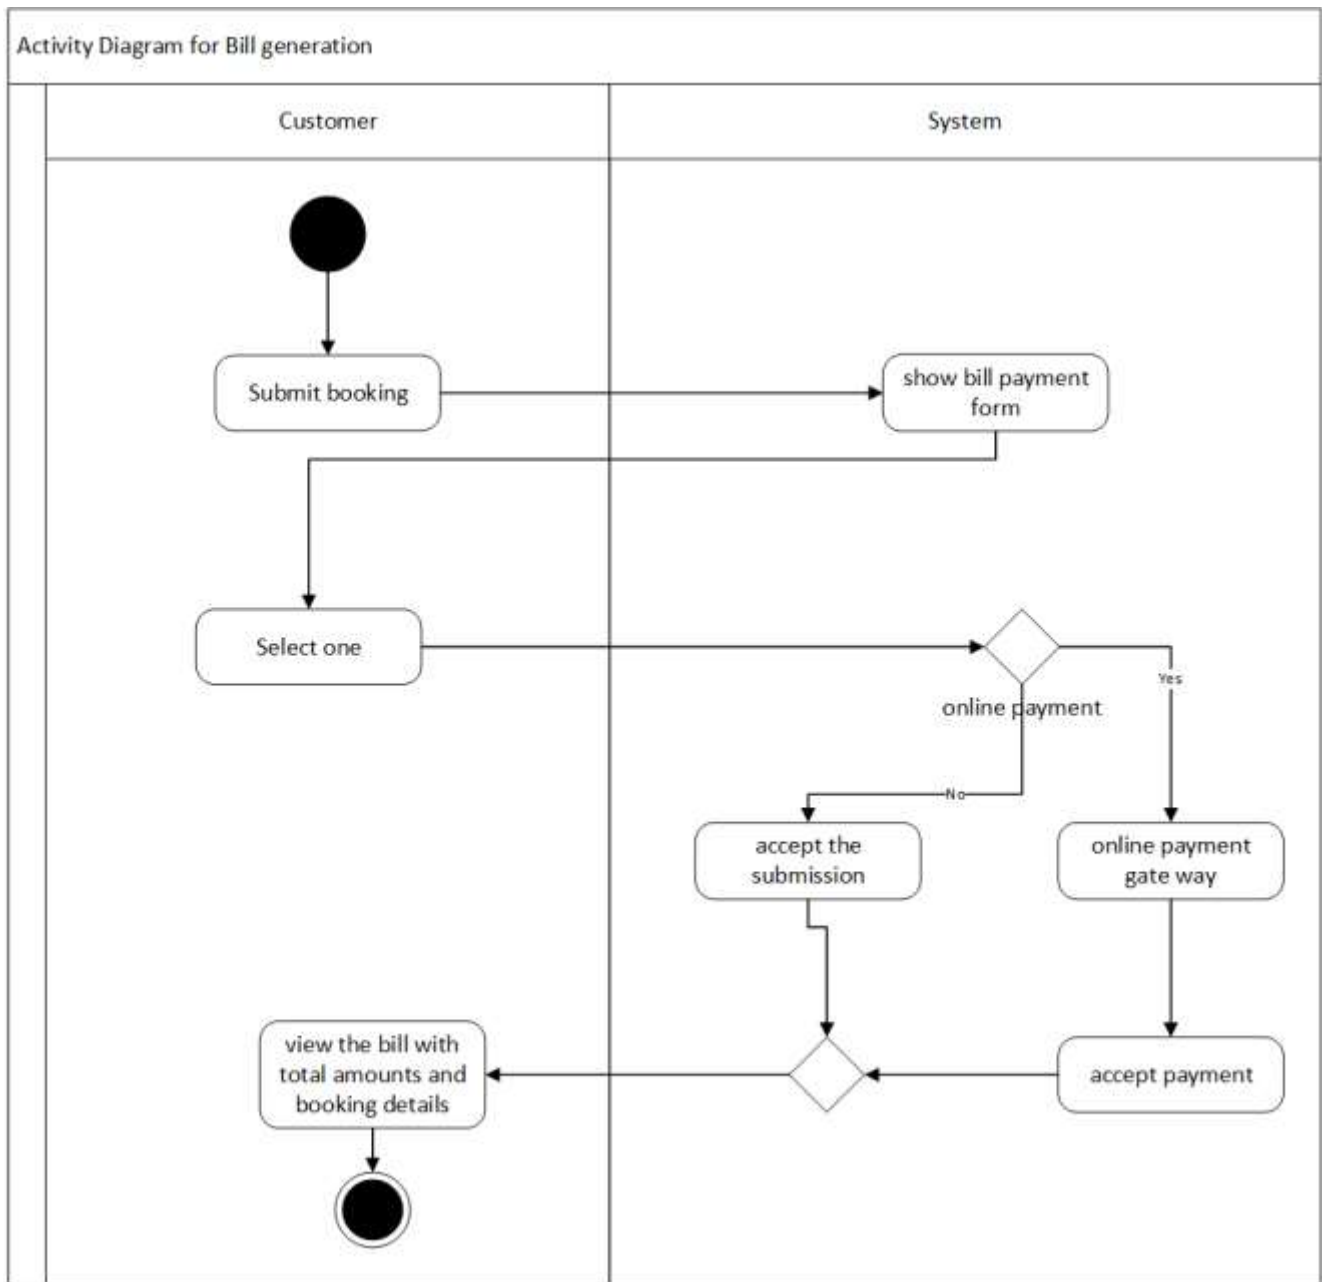 Activity Diagram for Bill generation
Customer
System
Submit booking
show bill payment
form
Select one
Yes
online payment
No
accept the
submission
online payment
gate way
view the bill with
total amounts and
booking details
accept payment